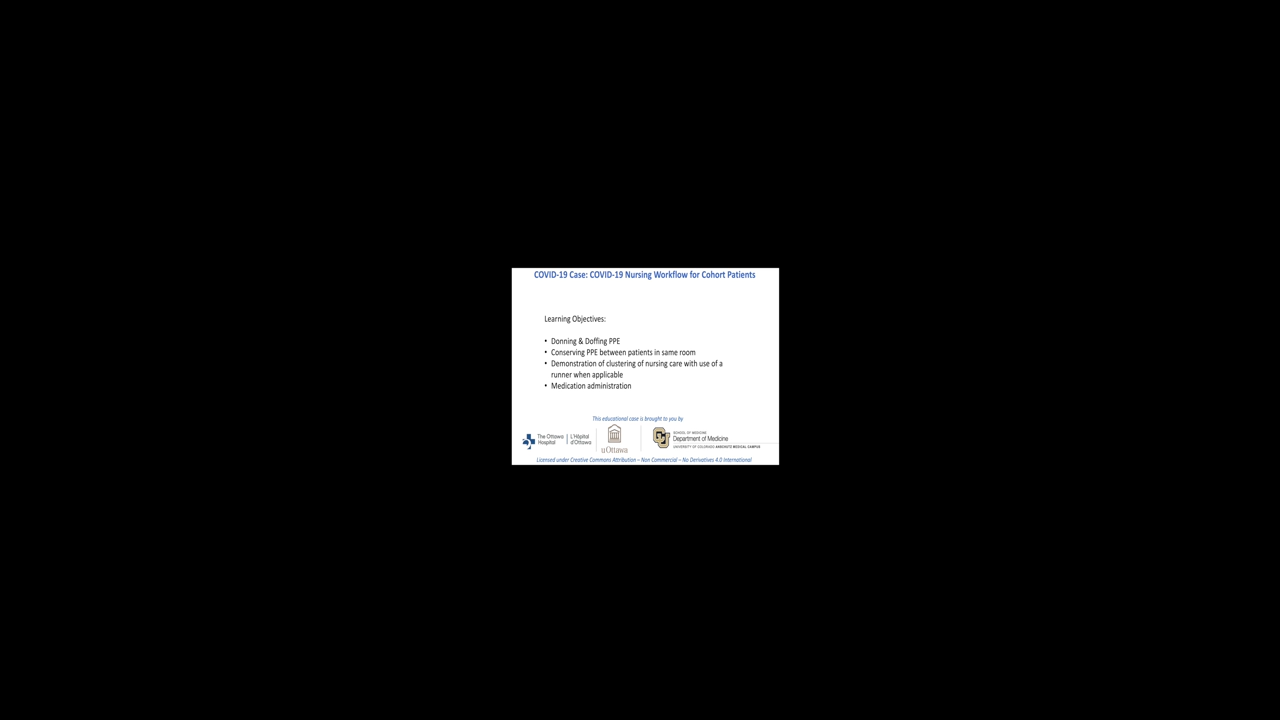 COVID-19 Case: COVID-19 Nursing Workflow for Cohort Patients
Learning Objectives:
• Donning & Doffing PPE
• Conserving PPE between patients in same room
• Demonstration of clustering of nursing care with use of a
runner when applicable
• Medication administration
This educational case is brought to you by
The Ottawa Hospital | L'Hôpital d'Ottawa
uOttawa
SCHOOL OF MEDICINE
Department of Medicine
UNIVERSITY OF COLORADO ANSCHUTZ MEDICAL CAMPUS
Licensed under Creative Commons Attribution – Non Commercial – No Derivatives 4.0 International